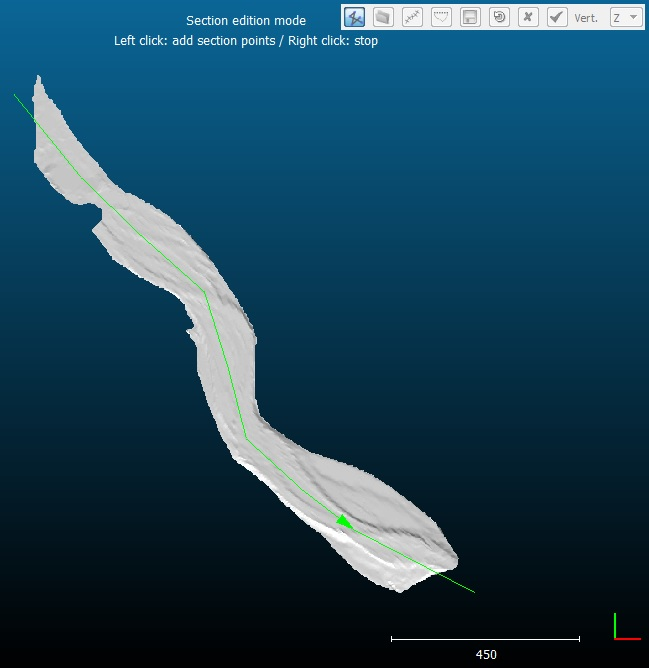 Section edition mode
Left click: add section points / Right click: stop
Vert. Z
450